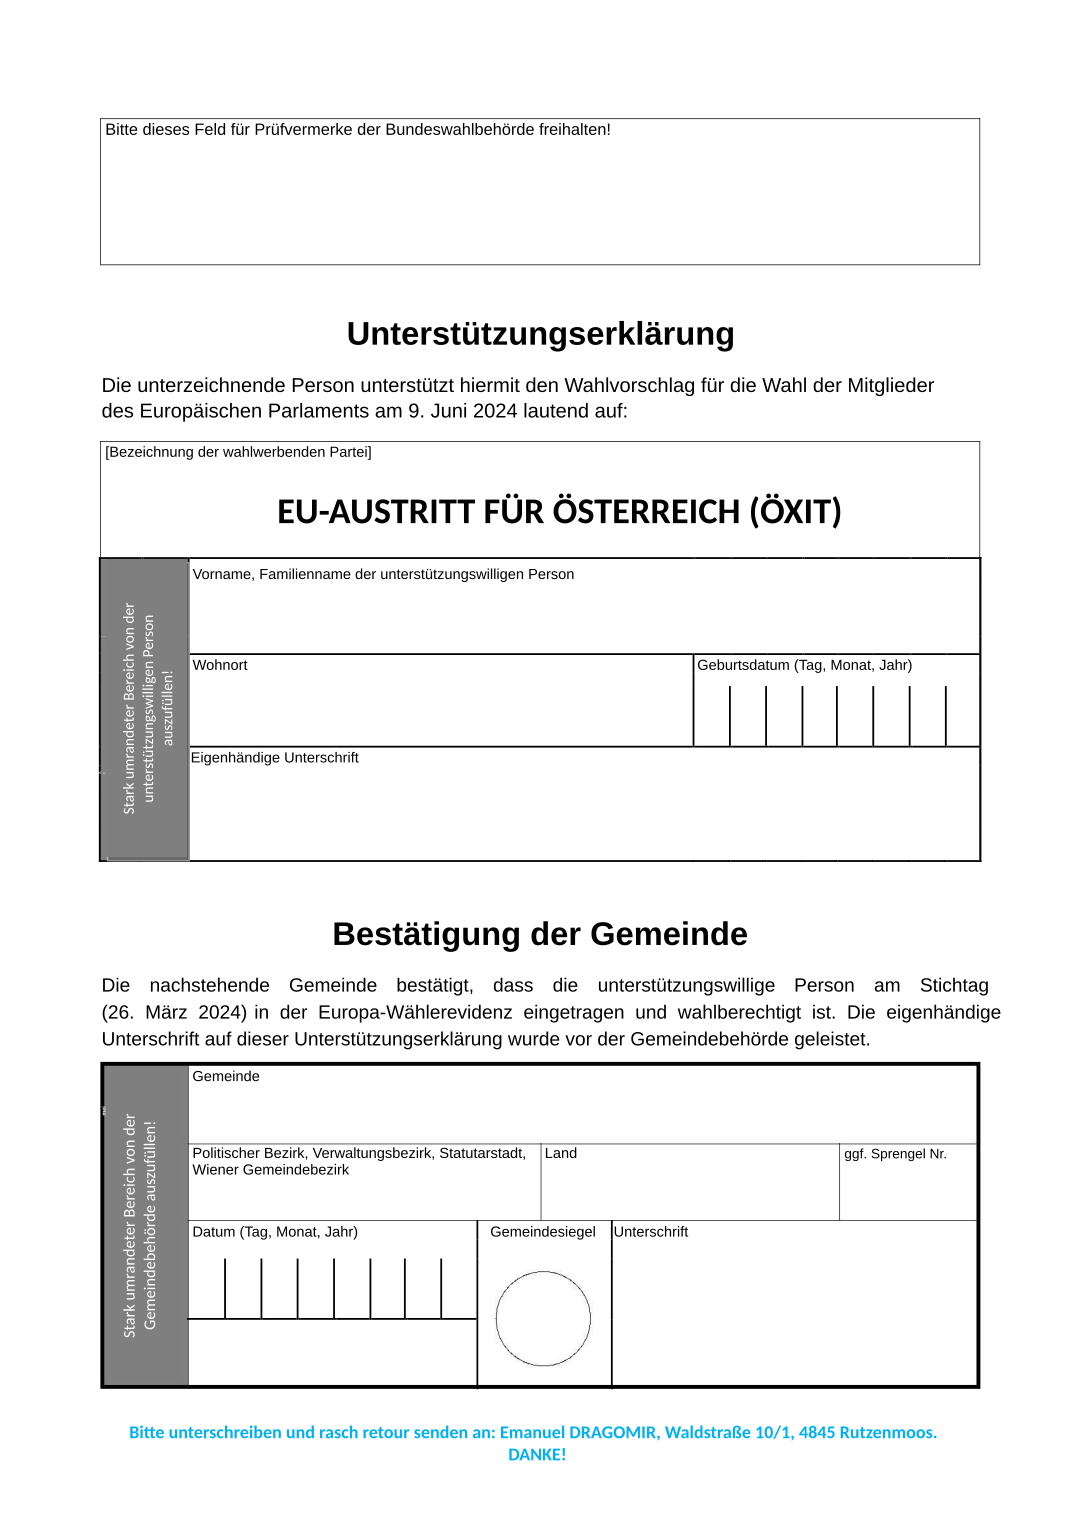 Bitte dieses Feld für Prüfvermerke der Bundeswahlbehörde freihalten!
Unterstützungserklärung
Die unterzeichnende Person unterstützt hiermit den Wahlvorschlag für die Wahl der Mitglieder
des Europäischen Parlaments am 9. Juni 2024 lautend auf:
[Bezeichnung der wahlwerbenden Partei]
EU-AUSTRITT FÜR ÖSTERREICH (ÖXIT)
Stark umrandeter Bereich von der
unterstützungswilligen Person
auszufüllen!
Vorname, Familienname der unterstützungswilligen Person
Wohnort
Geburtsdatum (Tag, Monat, Jahr)
Eigenhändige Unterschrift
Bestätigung der Gemeinde
Die nachstehende Gemeinde bestätigt, dass die unterstützungswillige Person am Stichtag
(26. März 2024) in der Europa-Wählerevidenz eingetragen und wahlberechtigt ist. Die eigenhändige
Unterschrift auf dieser Unterstützungserklärung wurde vor der Gemeindebehörde geleistet.
Stark umrandeter Bereich von der
Gemeindebehörde auszufüllen!
Gemeinde
Politischer Bezirk, Verwaltungsbezirk, Statutarstadt,
Wiener Gemeindebezirk
Land
ggf. Sprengel Nr.
Datum (Tag, Monat, Jahr)
Gemeindesiegel
Unterschrift
Bitte unterschreiben und rasch retour senden an: Emanuel DRAGOMIR, Waldstraße 10/1, 4845 Rutzenmoos.
DANKE!